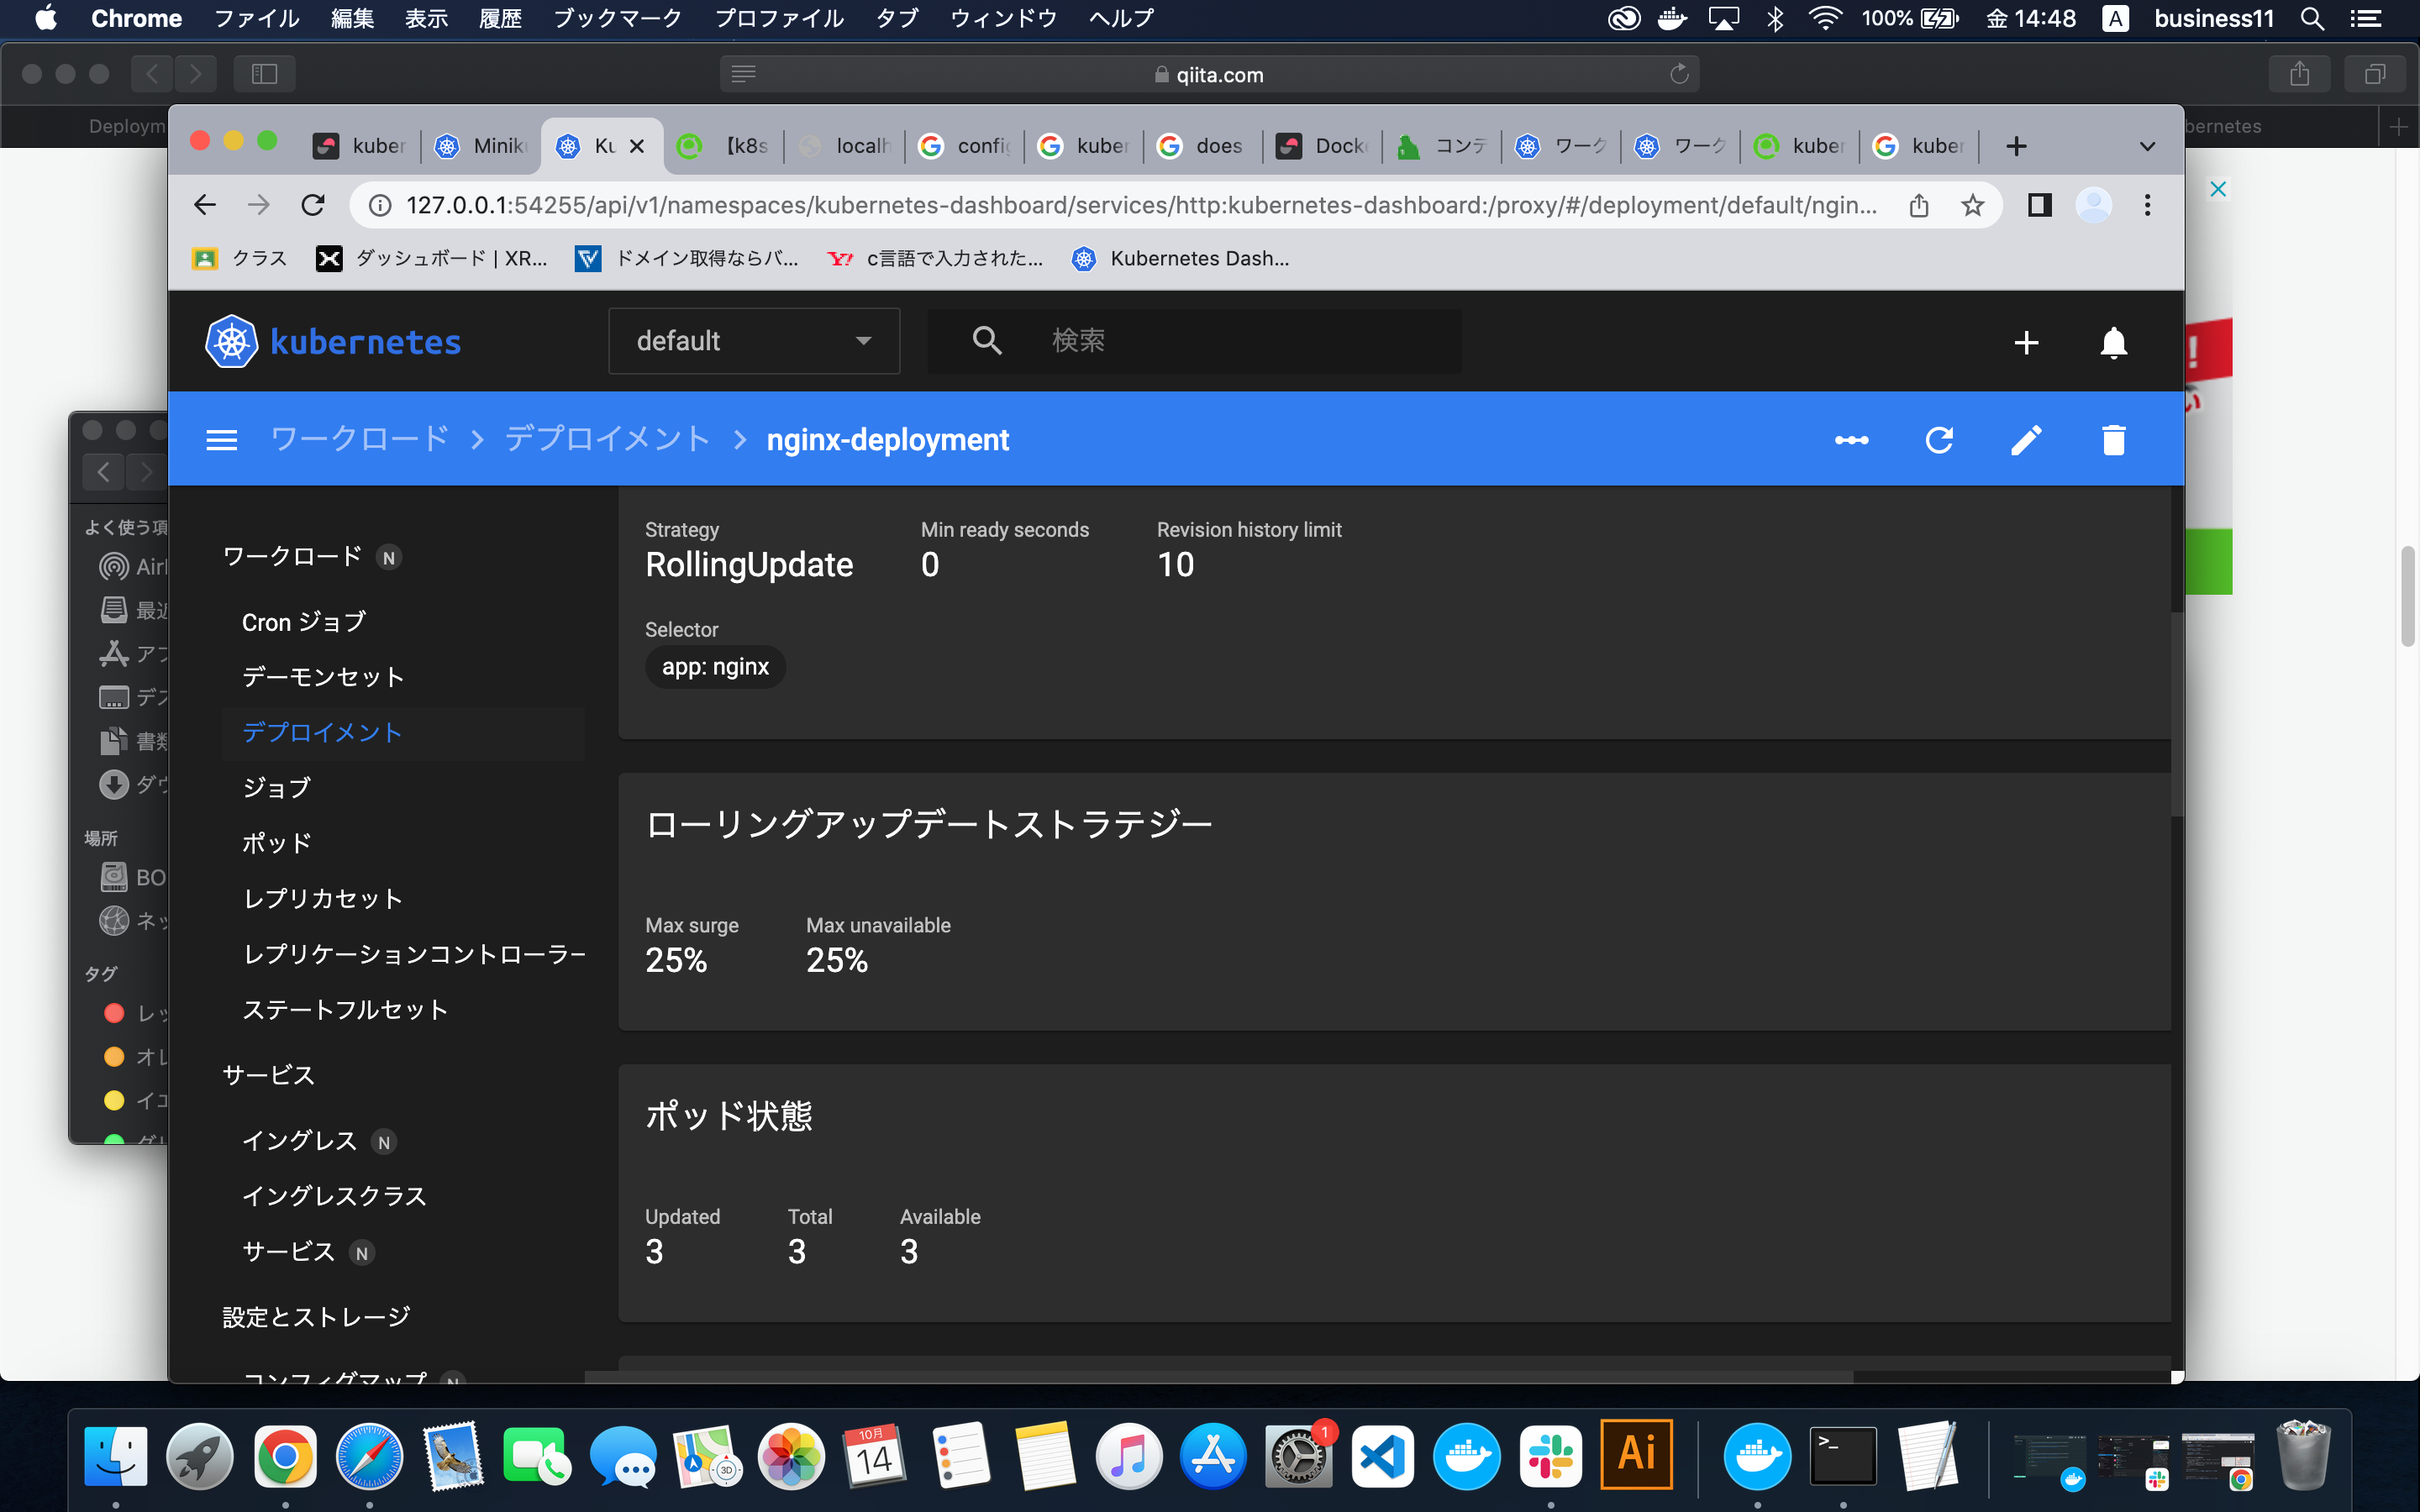 Chrome ファイル 編集 表示 履歴 ブックマーク プロファイル タブ ウィンドウ ヘルプ 100% 金 14:48 A business11
qiita.com
Deploym
bernetes
kuber Minik Ku 【k8s localh config kuber does Dock コンテ ワーク ワーク kuber kuber
127.0.0.1:54255/api/v1/namespaces/kubernetes-dashboard/services/http:kubernetes-dashboard:/proxy/#/deployment/default/ngin...
クラス ダッシュボード | XR... ドメイン取得ならバ... c言語で入力された... Kubernetes Dash...
kubernetes default 検索
ワークロード > デプロイメント > nginx-deployment
よく使う項
AirI
最近
アフ
デス
書類
ダウ
場所
BO
ネッ
タグ
レッ
オレ
イエ
グリ
ワークロード N
Cron ジョブ
デーモンセット
デプロイメント
ジョブ
ポッド
レプリカセット
レプリケーションコントローラー
ステートフルセット
サービス
イングレス N
イングレスクラス
サービス N
設定とストレージ
コンフィグマップ N
Strategy Min ready seconds Revision history limit
RollingUpdate 0 10
Selector
app: nginx
ローリングアップデートストラテジー
Max surge Max unavailable
25% 25%
ポッド状態
Updated Total Available
3 3 3
!
い
10月
14
3D
1
Ai
>_